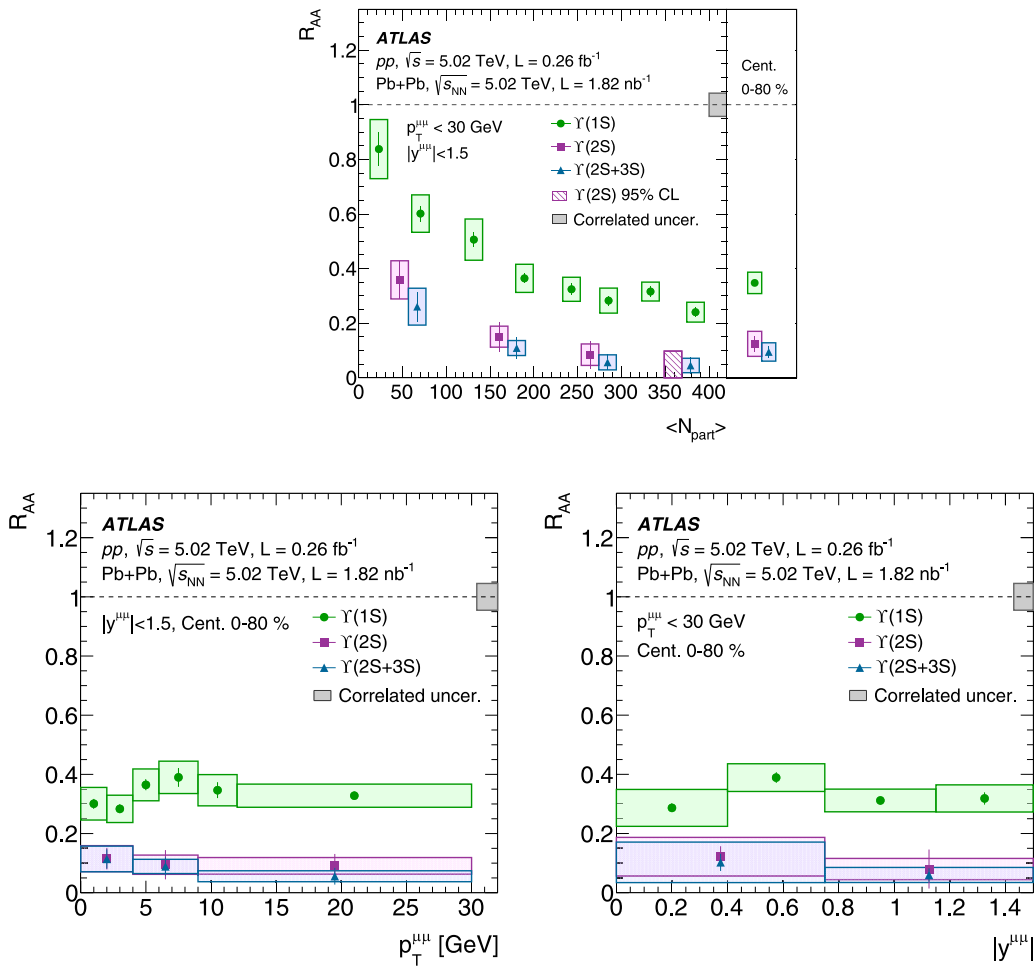 R_AA
ATLAS
pp, √s = 5.02 TeV, L = 0.26 fb⁻¹
Pb+Pb, √s_NN = 5.02 TeV, L = 1.82 nb⁻¹
Cent.
0-80 %
p_T^μμ < 30 GeV
|y^μμ|<1.5
ϒ(1S)
ϒ(2S)
ϒ(2S+3S)
ϒ(2S) 95% CL
Correlated uncer.
1.2
1
0.8
0.6
0.4
0.2
0
0 50 100 150 200 250 300 350 400
<N_part>
R_AA
ATLAS
pp, √s = 5.02 TeV, L = 0.26 fb⁻¹
Pb+Pb, √s_NN = 5.02 TeV, L = 1.82 nb⁻¹
|y^μμ|<1.5, Cent. 0-80 %
ϒ(1S)
ϒ(2S)
ϒ(2S+3S)
Correlated uncer.
1.2
1
0.8
0.6
0.4
0.2
0
0 5 10 15 20 25 30
p_T^μμ [GeV]
R_AA
ATLAS
pp, √s = 5.02 TeV, L = 0.26 fb⁻¹
Pb+Pb, √s_NN = 5.02 TeV, L = 1.82 nb⁻¹
p_T^μμ < 30 GeV
Cent. 0-80 %
ϒ(1S)
ϒ(2S)
ϒ(2S+3S)
Correlated uncer.
1.2
1
0.8
0.6
0.4
0.2
0
0 0.2 0.4 0.6 0.8 1 1.2 1.4
|y^μμ|